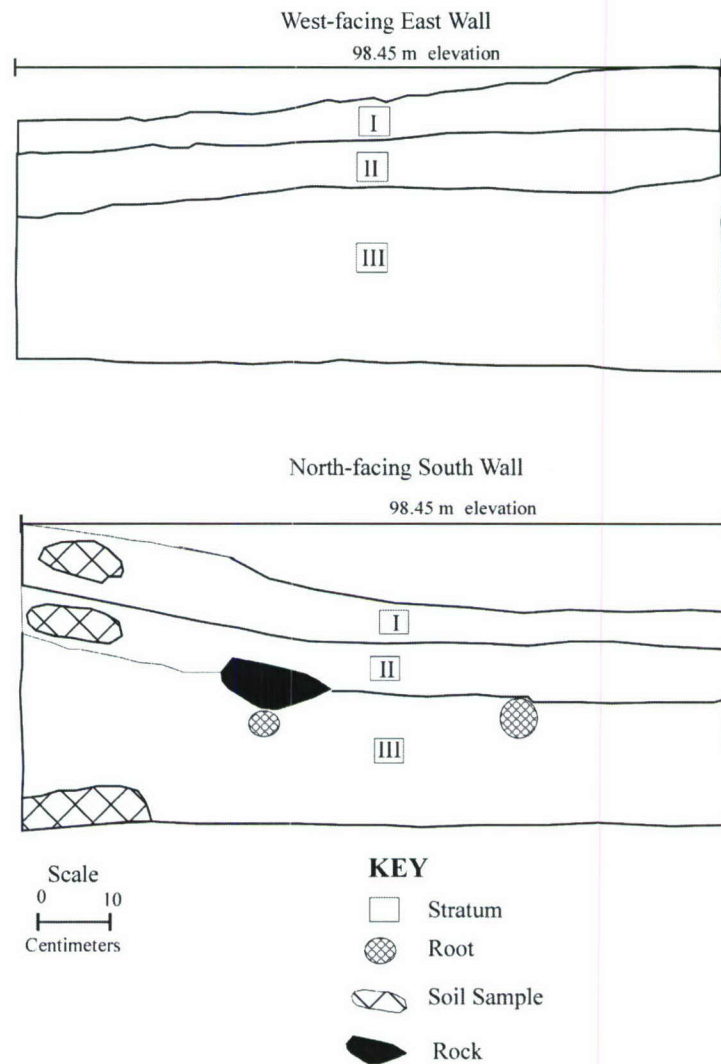 West-facing East Wall
98.45 m elevation
I
II
III
North-facing South Wall
98.45 m elevation
I
II
III
Scale
0 10
Centimeters
KEY
Stratum
Root
Soil Sample
Rock